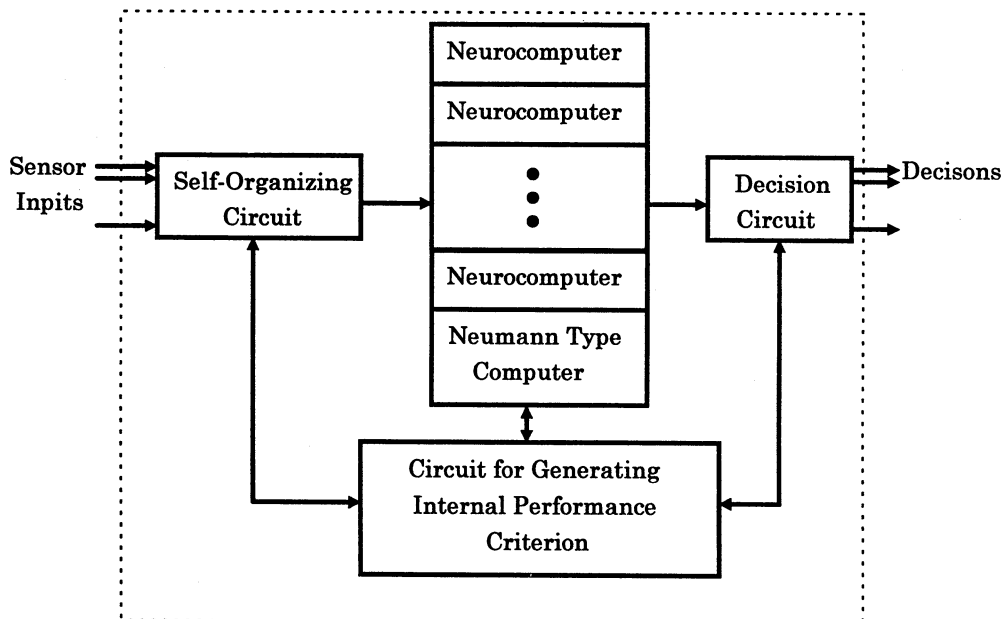 Neurocomputer
Neurocomputer
Sensor
Inpits
Self-Organizing
Circuit
Decision
Circuit
Decisons
Neurocomputer
Neumann Type
Computer
Circuit for Generating
Internal Performance
Criterion